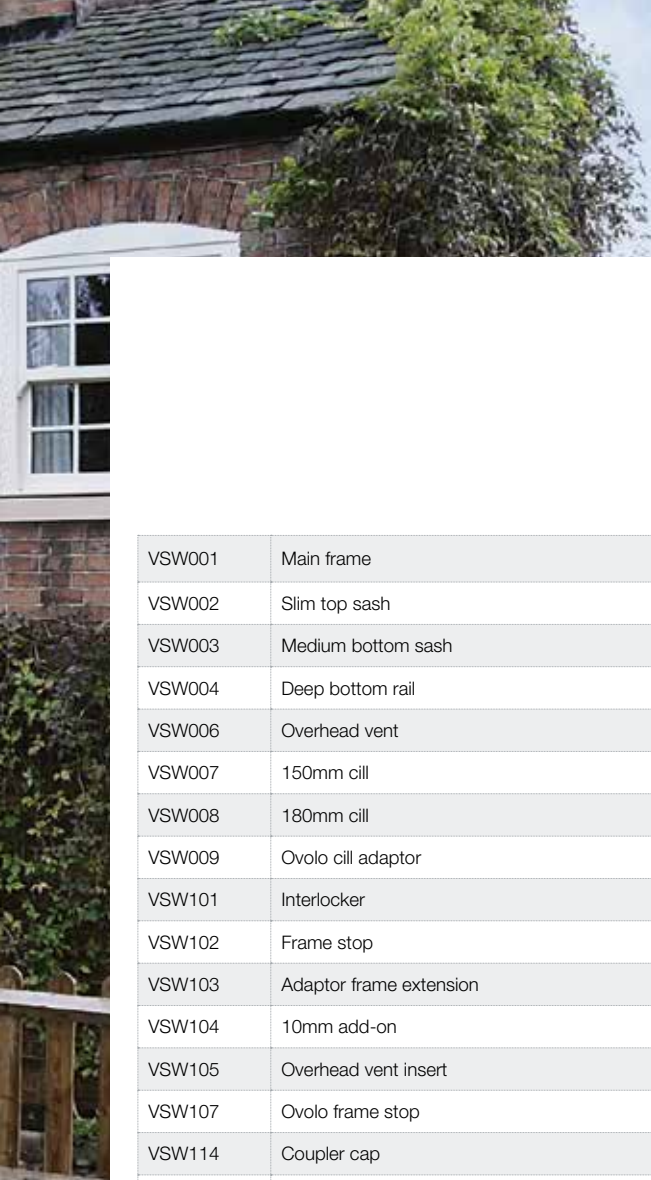 VSW001 Main frame
VSW002 Slim top sash
VSW003 Medium bottom sash
VSW004 Deep bottom rail
VSW006 Overhead vent
VSW007 150mm cill
VSW008 180mm cill
VSW009 Ovolo cill adaptor
VSW101 Interlocker
VSW102 Frame stop
VSW103 Adaptor frame extension
VSW104 10mm add-on
VSW105 Overhead vent insert
VSW107 Ovolo frame stop
VSW114 Coupler cap